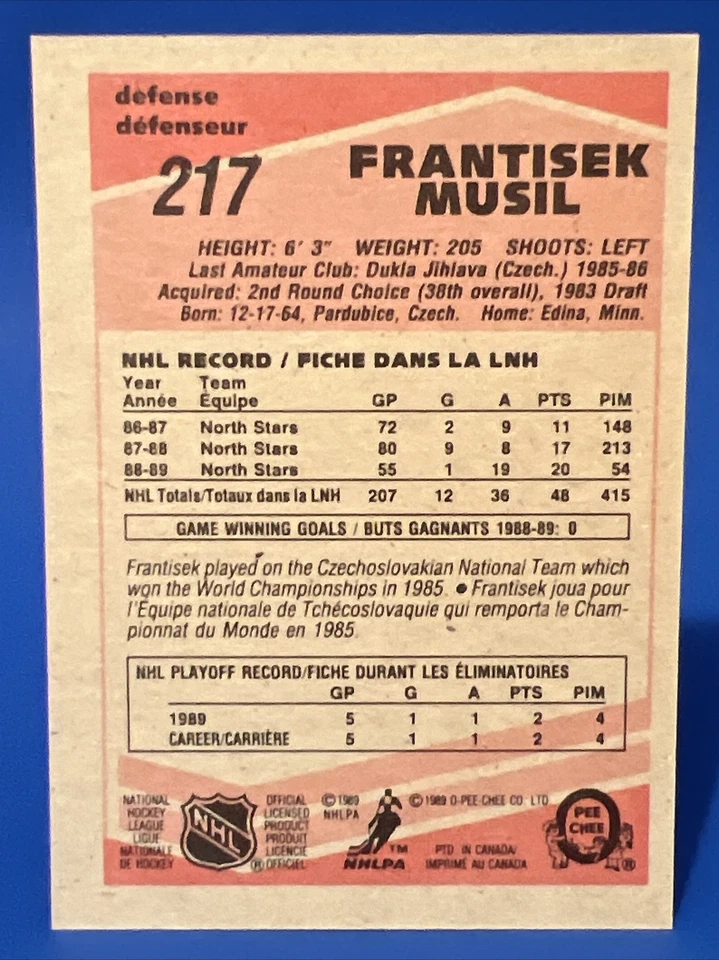 defense
défenseur
217
FRANTISEK
MUSIL
HEIGHT: 6' 3" WEIGHT: 205 SHOOTS: LEFT
Last Amateur Club: Dukla Jihlava (Czech.) 1985-86
Acquired: 2nd Round Choice (38th overall), 1983 Draft
Born: 12-17-64, Pardubice, Czech. Home: Edina, Minn.
NHL RECORD / FICHE DANS LA LNH
Year Team
Année Équipe GP G A PTS PIM
86-87 North Stars 72 2 9 11 148
87-88 North Stars 80 9 8 17 213
88-89 North Stars 55 1 19 20 54
NHL Totals/Totaux dans la LNH 207 12 36 48 415
GAME WINNING GOALS / BUTS GAGNANTS 1988-89: 0
Frantisek played on the Czechoslovakian National Team which
won the World Championships in 1985. ● Frantisek joua pour
l'Équipe nationale de Tchécoslovaquie qui remporta le Cham-
pionnat du Monde en 1985.
NHL PLAYOFF RECORD/FICHE DURANT LES ÉLIMINATOIRES
GP G A PTS PIM
1989 5 1 1 2 4
CAREER/CARRIÈRE 5 1 1 2 4
NATIONAL
HOCKEY
LEAGUE
LIGUE
NATIONALE
DE HOCKEY
NHL
®
OFFICIAL
LICENSED
PRODUCT
PRODUIT
LICENCIÉ
OFFICIEL
© 1989
NHLPA
™
NHLPA
© 1989 O-PEE-CHEE CO. LTD.
PTD. IN CANADA/
IMPRIMÉ AU CANADA
O
PEE
CHEE
®